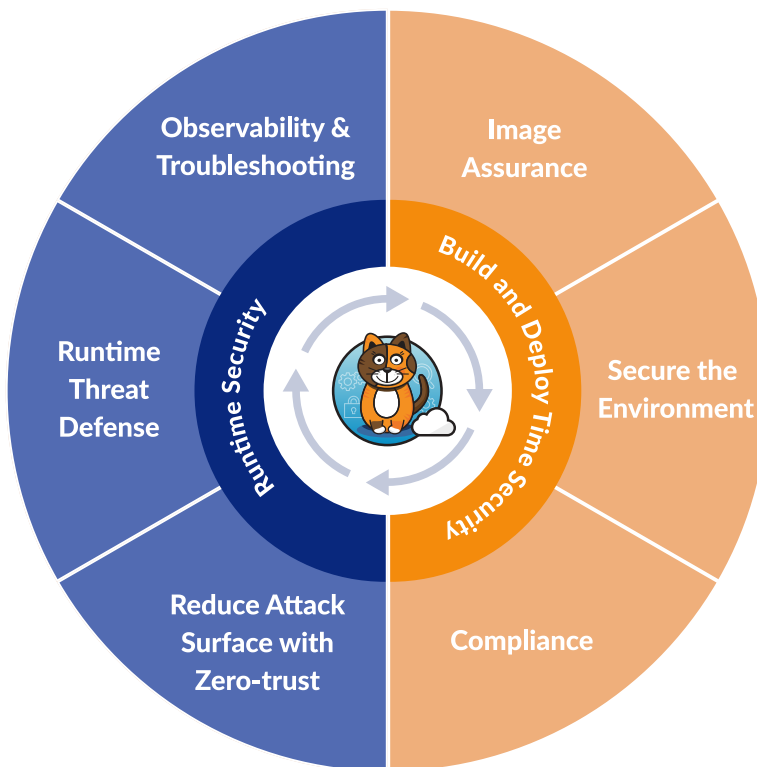 Observability &
Troubleshooting
Image
Assurance
Runtime
Threat
Defense
Runtime Security
Build and Deploy Time Security
Secure the
Environment
Reduce Attack
Surface with
Zero-trust
Compliance